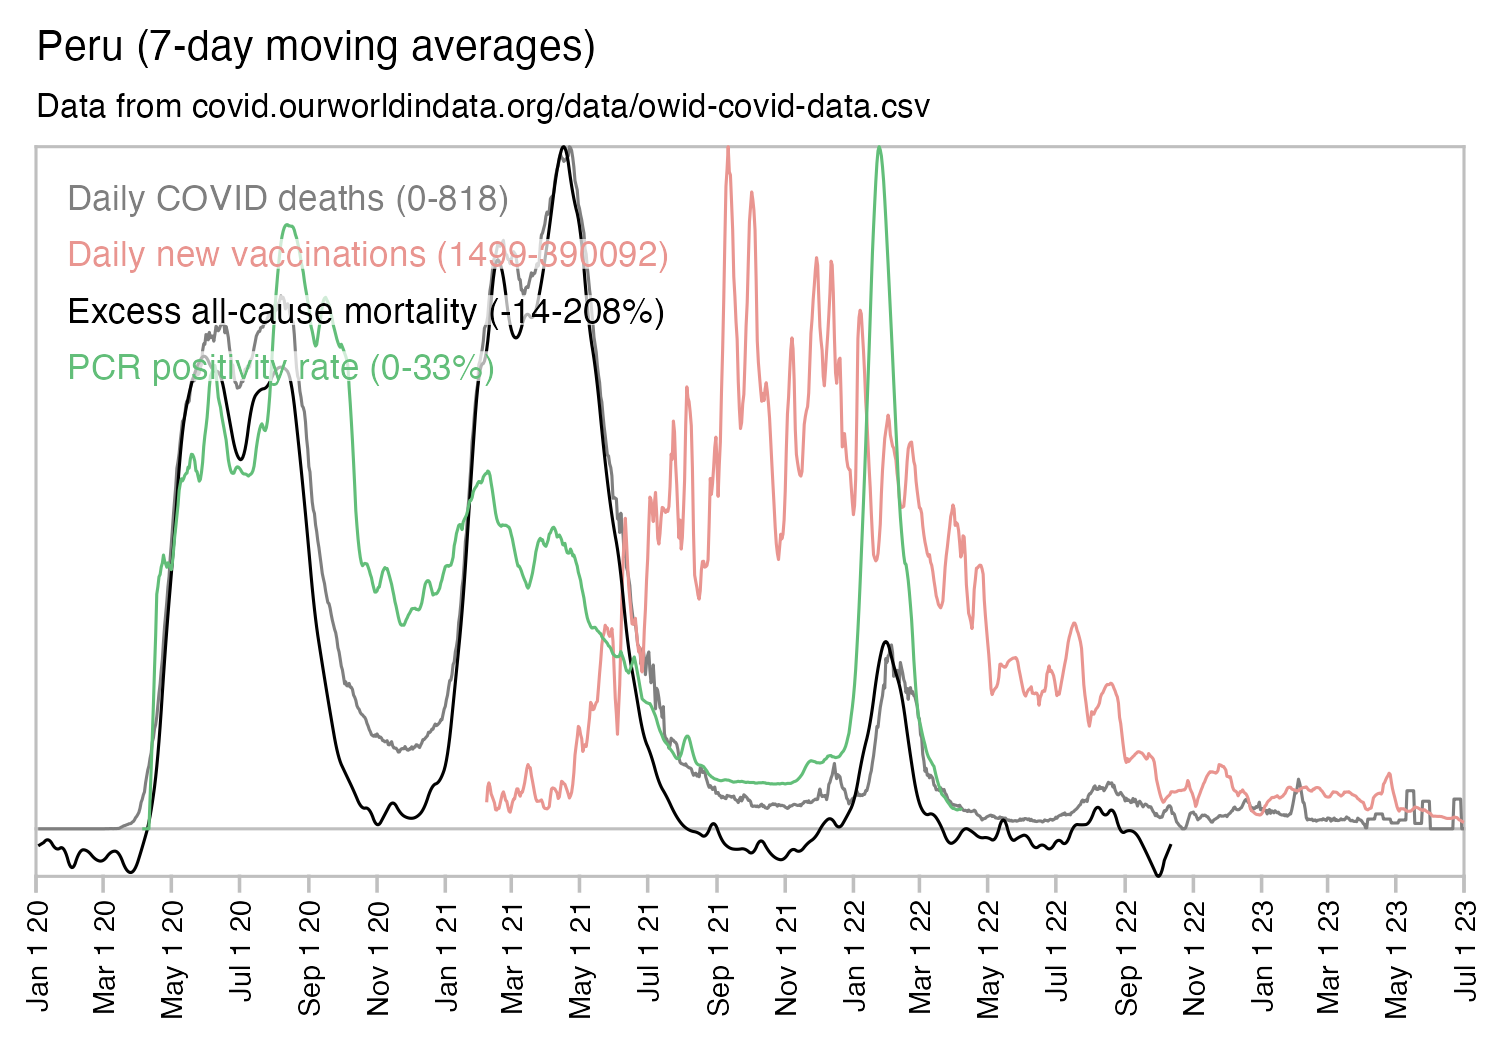 Peru (7-day moving averages)
Data from covid.ourworldindata.org/data/owid-covid-data.csv
Daily COVID deaths (0-818)
Daily new vaccinations (1499-390092)
Excess all-cause mortality (-14-208%)
PCR positivity rate (0-33%)
Jan 1 20
Mar 1 20
May 1 20
Jul 1 20
Sep 1 20
Nov 1 20
Jan 1 21
Mar 1 21
May 1 21
Jul 1 21
Sep 1 21
Nov 1 21
Jan 1 22
Mar 1 22
May 1 22
Jul 1 22
Sep 1 22
Nov 1 22
Jan 1 23
Mar 1 23
May 1 23
Jul 1 23